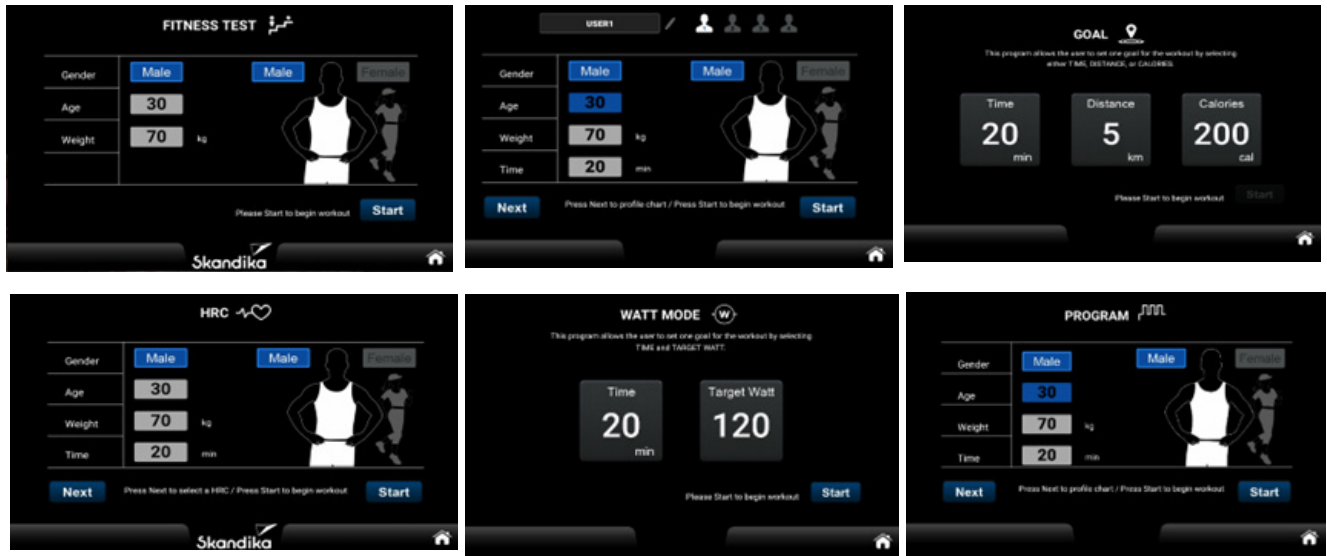 FITNESS TEST
Gender Male Male Female
Age 30
Weight 70 kg
Please Start to begin workout Start
Skandika
USER1
Gender Male Male Female
Age 30
Weight 70 kg
Time 20 min
Next Press Next to profile chart / Press Start to begin workout Start
GOAL
This program allows the user to set one goal for the workout by selecting
either TIME, DISTANCE, or CALORIES.
Time Distance Calories
20 5 200
min km cal
Please Start to begin workout Start
HRC
Gender Male Male Female
Age 30
Weight 70 kg
Time 20 min
Next Press Next to select a HRC / Press Start to begin workout Start
Skandika
WATT MODE W
This program allows the user to set one goal for the workout by selecting
TIME and TARGET WATT.
Time Target Watt
20 120
min
Please Start to begin workout Start
PROGRAM
Gender Male Male Female
Age 30
Weight 70 kg
Time 20 min
Next Press Next to profile chart / Press Start to begin workout Start